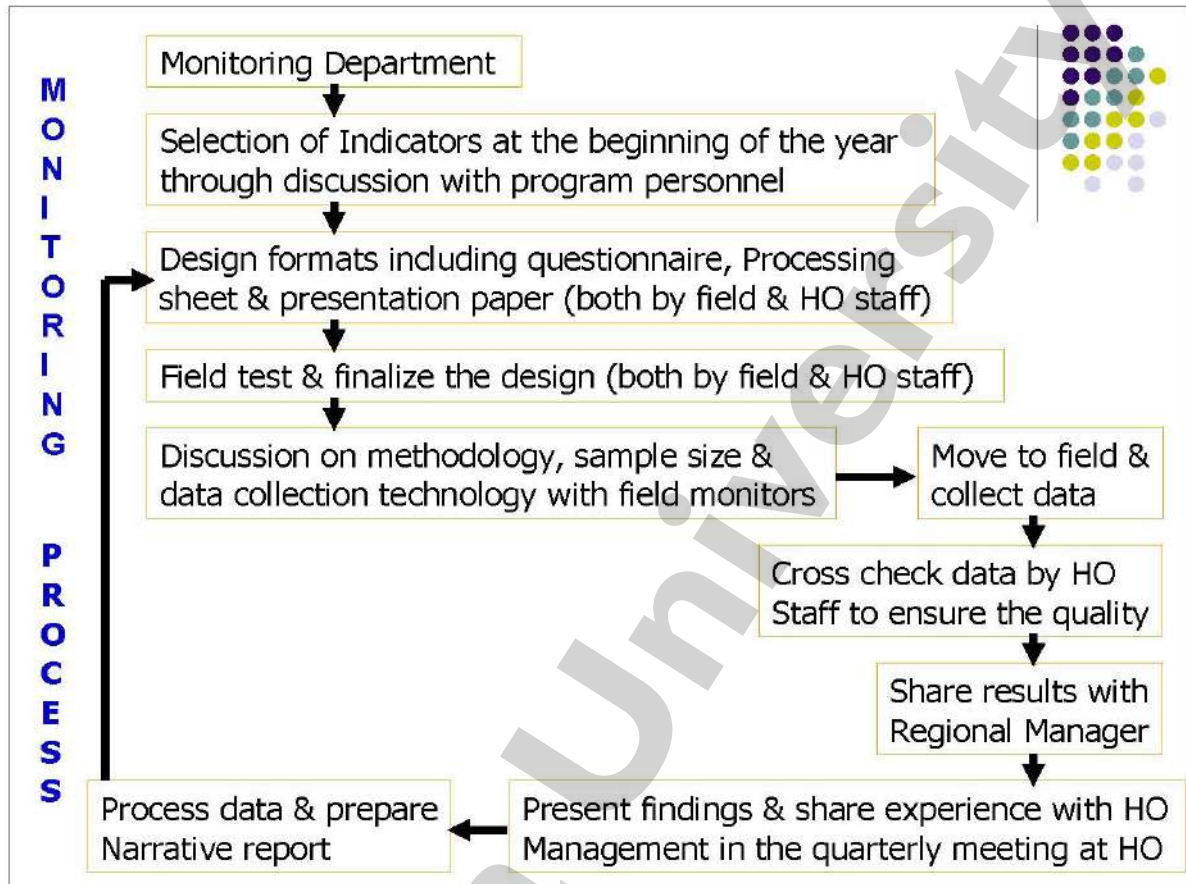 MONITORING PROCESS
Monitoring Department
Selection of Indicators at the beginning of the year
through discussion with program personnel
Design formats including questionnaire, Processing
sheet & presentation paper (both by field & HO staff)
Field test & finalize the design (both by field & HO staff)
Discussion on methodology, sample size &
data collection technology with field monitors
Move to field &
collect data
Cross check data by HO
Staff to ensure the quality
Share results with
Regional Manager
Present findings & share experience with HO
Management in the quarterly meeting at HO
Process data & prepare
Narrative report
University